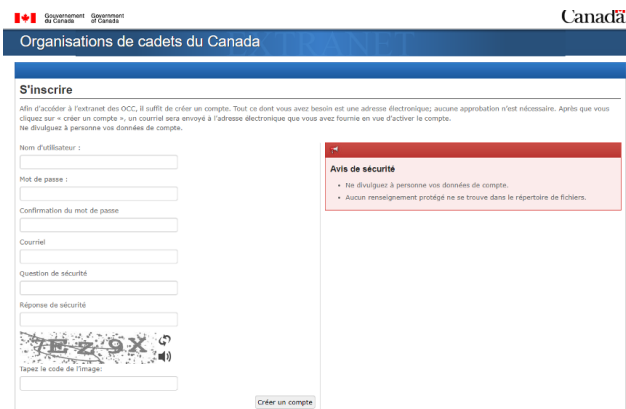 Gouvernement du Canada
Government of Canada
Canada
Organisations de cadets du Canada
EXTRANET
S'inscrire
Afin d'accéder à l'extranet des OCC, il suffit de créer un compte. Tout ce dont vous avez besoin est une adresse électronique; aucune approbation n'est nécessaire. Après que vous
cliquez sur « créer un compte », un courriel sera envoyé à l'adresse électronique que vous avez fournie en vue d'activer le compte.
Ne divulguez à personne vos données de compte.
Nom d'utilisateur :
Mot de passe :
Confirmation du mot de passe
Courriel
Question de sécurité
Réponse de sécurité
Tapez le code de l'image:
Créer un compte
Avis de sécurité
Ne divulguez à personne vos données de compte.
Aucun renseignement protégé ne se trouve dans le répertoire de fichiers.